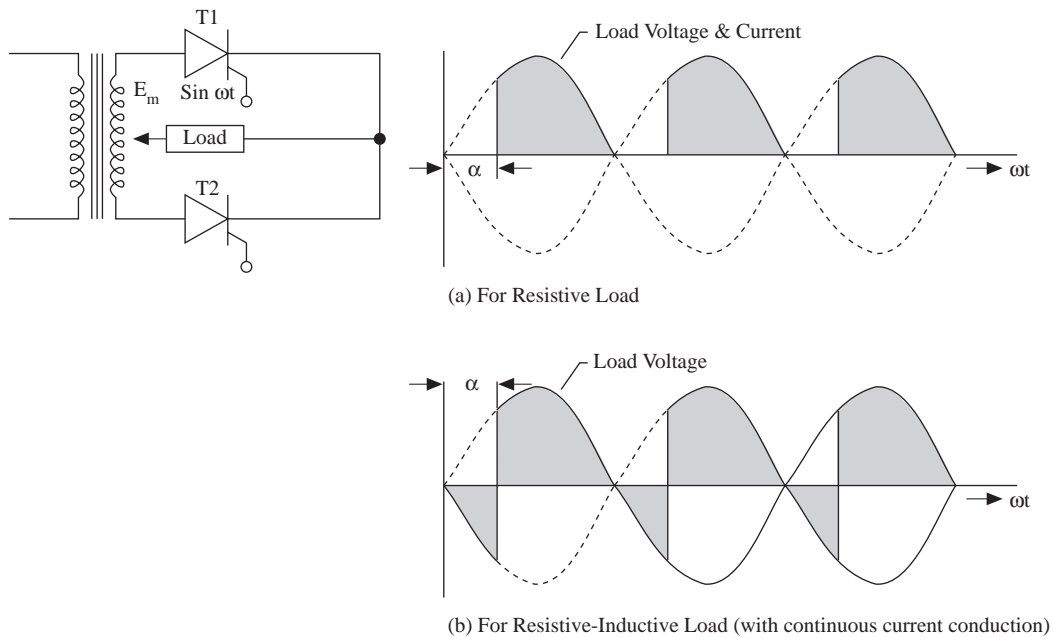 T1
E_m
Sin ωt
Load
T2
Load Voltage & Current
α
ωt
(a) For Resistive Load
Load Voltage
α
ωt
(b) For Resistive-Inductive Load (with continuous current conduction)